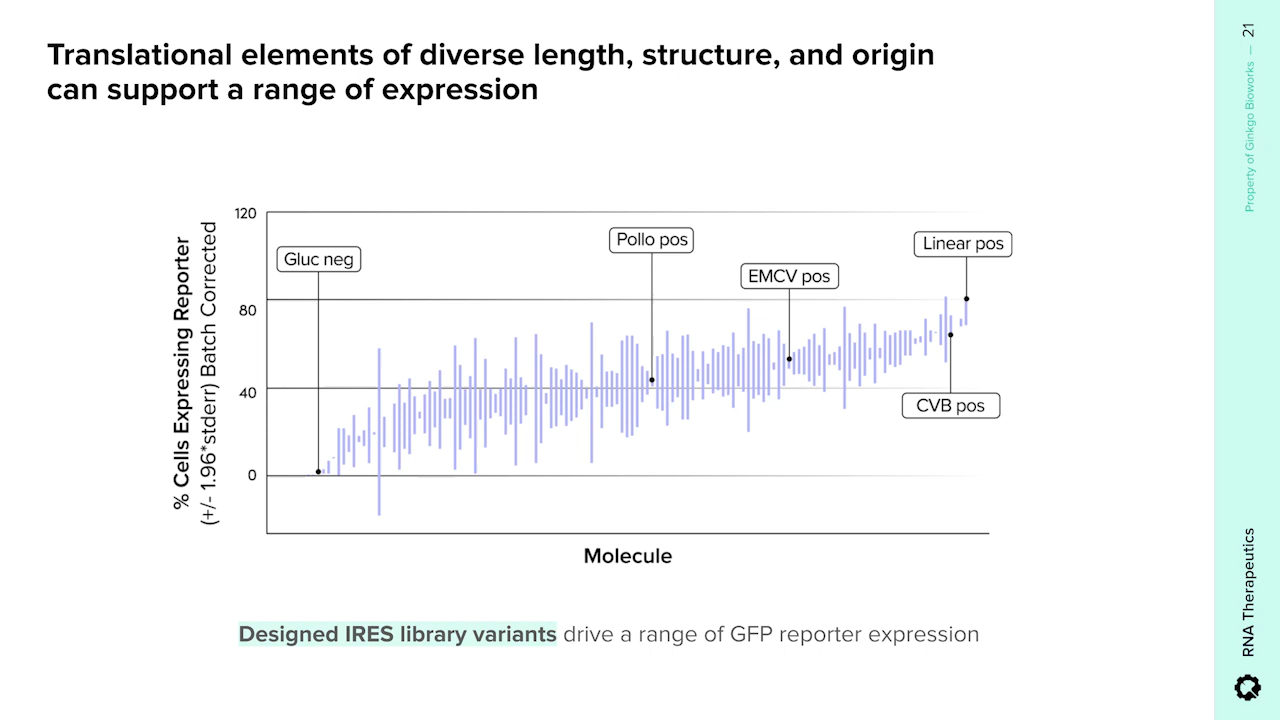 Translational elements of diverse length, structure, and origin
can support a range of expression
% Cells Expressing Reporter
(+/- 1.96*stderr) Batch Corrected
120
80
40
0
Gluc neg
Pollo pos
EMCV pos
Linear pos
CVB pos
Molecule
Designed IRES library variants drive a range of GFP reporter expression
Property of Ginkgo Bioworks — 21
RNA Therapeutics